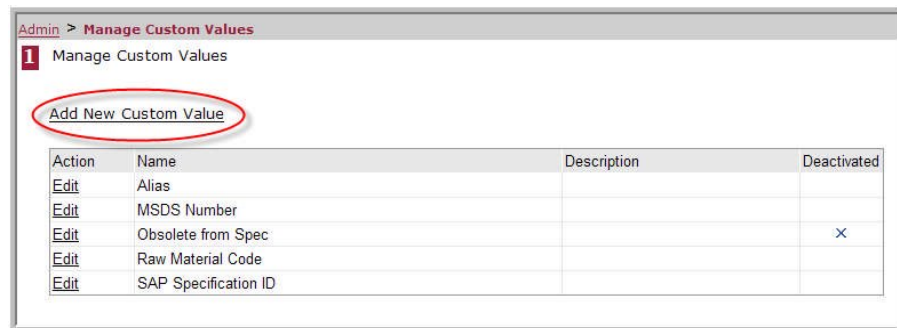 Admin > Manage Custom Values
1 Manage Custom Values
Add New Custom Value
Action Name Description Deactivated
Edit Alias
Edit MSDS Number
Edit Obsolete from Spec ×
Edit Raw Material Code
Edit SAP Specification ID